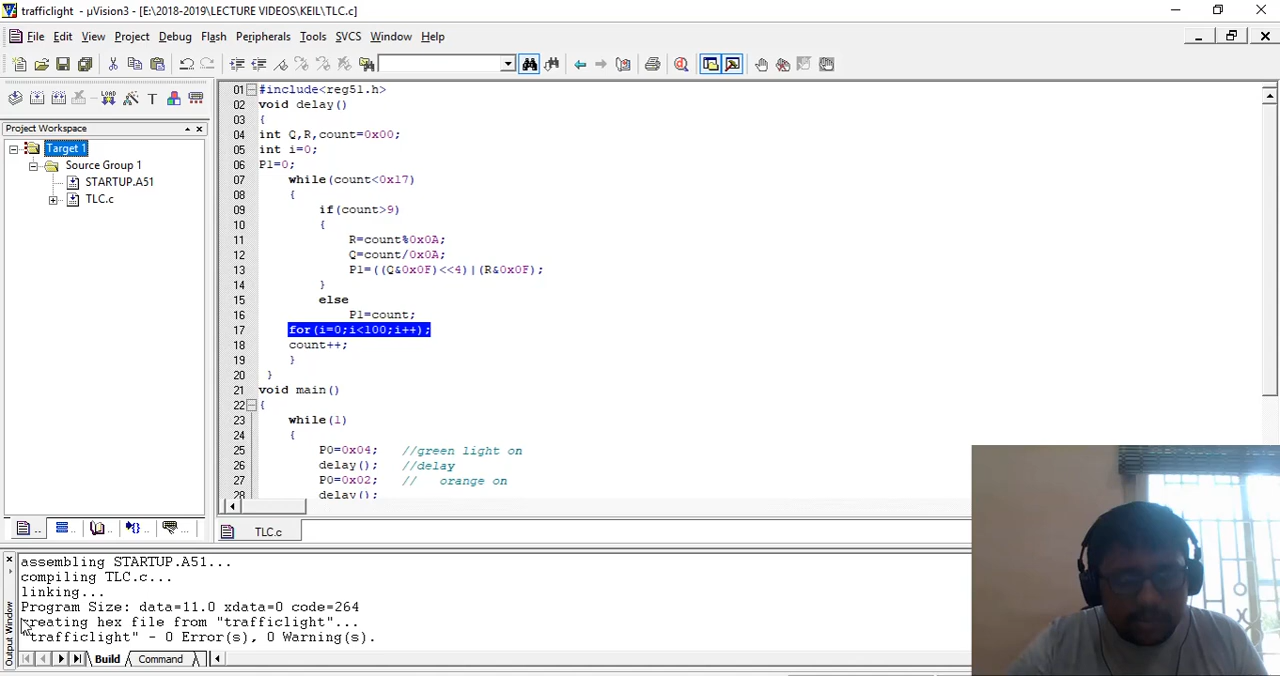 trafficlight - µVision3 - [E:\2018-2019\LECTURE VIDEOS\KEIL\TLC.c]
File Edit View Project Debug Flash Peripherals Tools SVCS Window Help
LOAD
Project Workspace
Target 1
Source Group 1
STARTUP.A51
TLC.c
01 #include<reg51.h>
02 void delay()
03 {
04 int Q,R,count=0x00;
05 int i=0;
06 P1=0;
07 while(count<0x17)
08 {
09 if(count>9)
10 {
11 R=count%0x0A;
12 Q=count/0x0A;
13 P1=((Q&0x0F)<<4)|(R&0x0F);
14 }
15 else
16 P1=count;
17 for(i=0;i<100;i++);
18 count++;
19 }
20 }
21 void main()
22 {
23 while(1)
24 {
25 P0=0x04; //green light on
26 delay(); //delay
27 P0=0x02; // orange on
28 delay();
TLC.c
Output Window
assembling STARTUP.A51...
compiling TLC.c...
linking...
Program Size: data=11.0 xdata=0 code=264
creating hex file from "trafficlight"...
"trafficlight" - 0 Error(s), 0 Warning(s).
Build Command